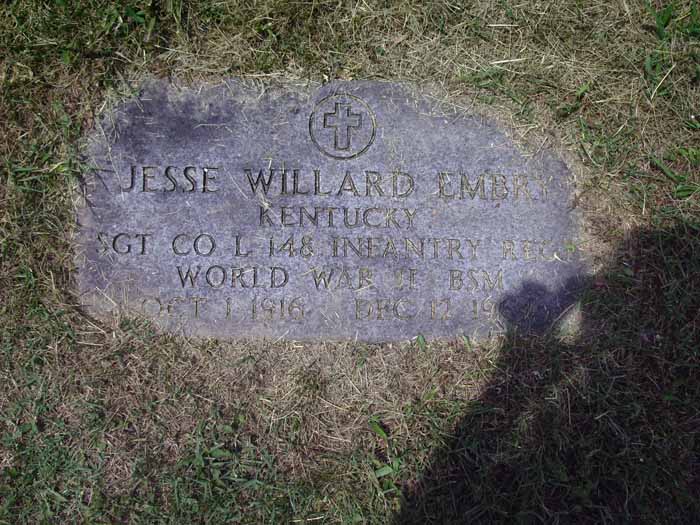 JESSE WILLARD EMBRY
KENTUCKY
SGT CO L 148 INFANTRY
WORLD WAR II BSM
OCT 1 1916 DEC 12